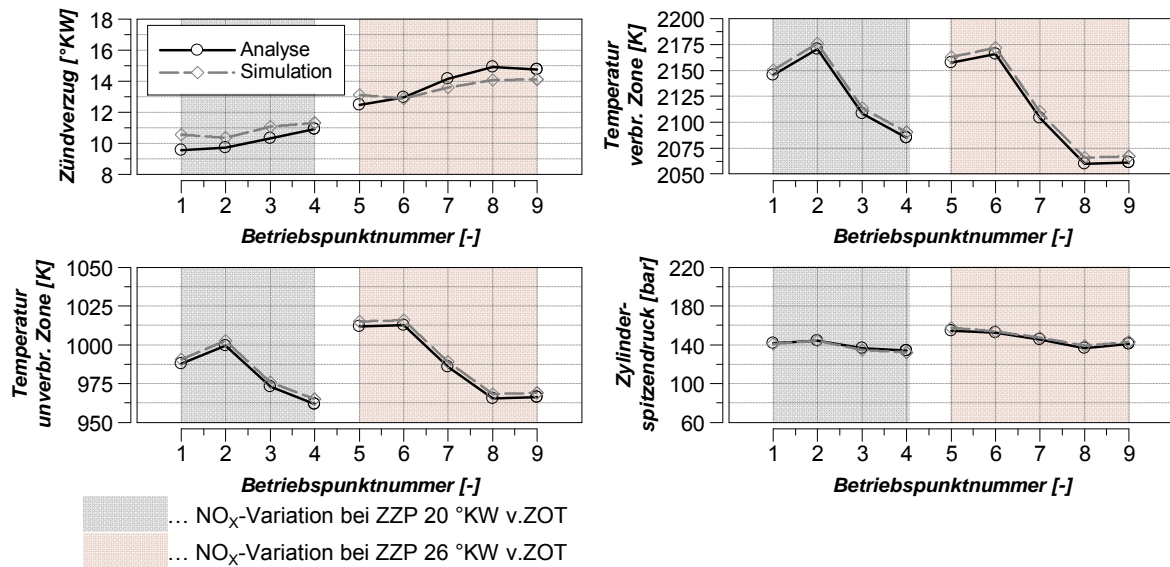 Zündverzug [°KW]
18
16
14
12
10
8
Analyse
Simulation
1 2 3 4 5 6 7 8 9
Betriebspunktnummer [-]
Temperatur
verbr. Zone [K]
2200
2175
2150
2125
2100
2075
2050
1 2 3 4 5 6 7 8 9
Betriebspunktnummer [-]
Temperatur
unverbr. Zone [K]
1050
1025
1000
975
950
1 2 3 4 5 6 7 8 9
Betriebspunktnummer [-]
Zylinder-
spitzendruck [bar]
220
180
140
100
60
1 2 3 4 5 6 7 8 9
Betriebspunktnummer [-]
... NOX-Variation bei ZZP 20 °KW v.ZOT
... NOX-Variation bei ZZP 26 °KW v.ZOT